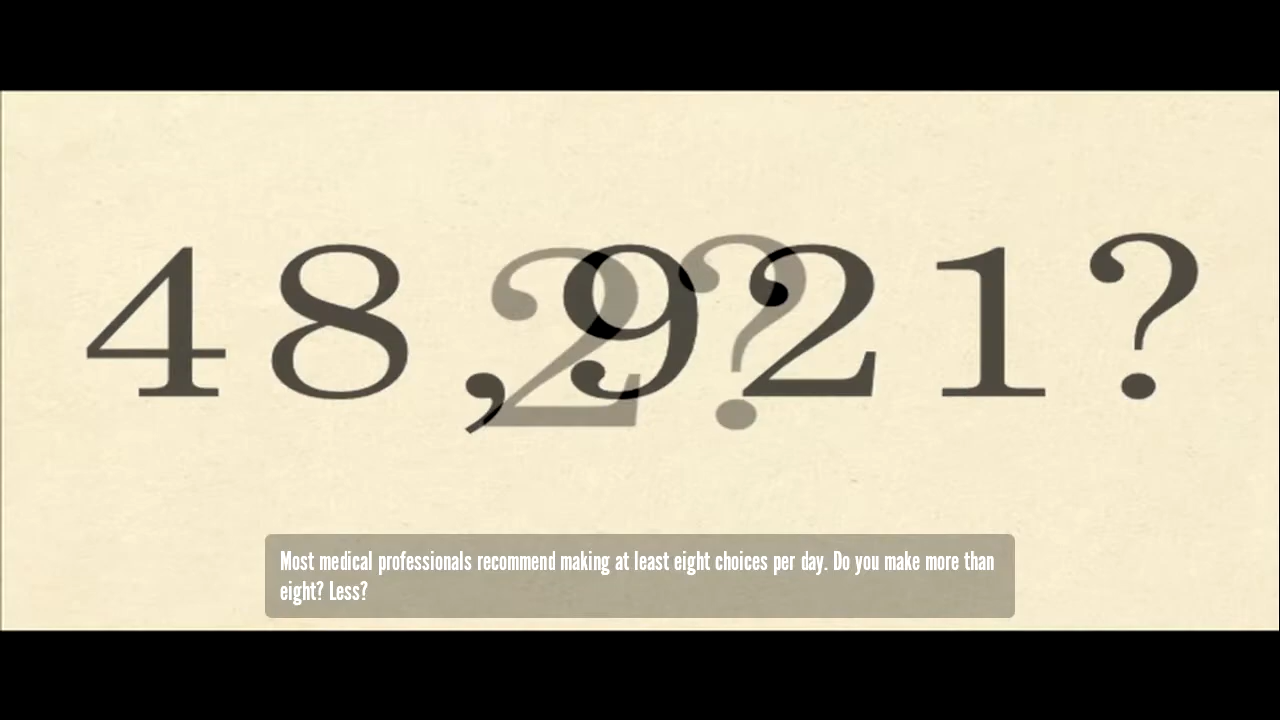 48,921?
2?
Most medical professionals recommend making at least eight choices per day. Do you make more than
eight? Less?